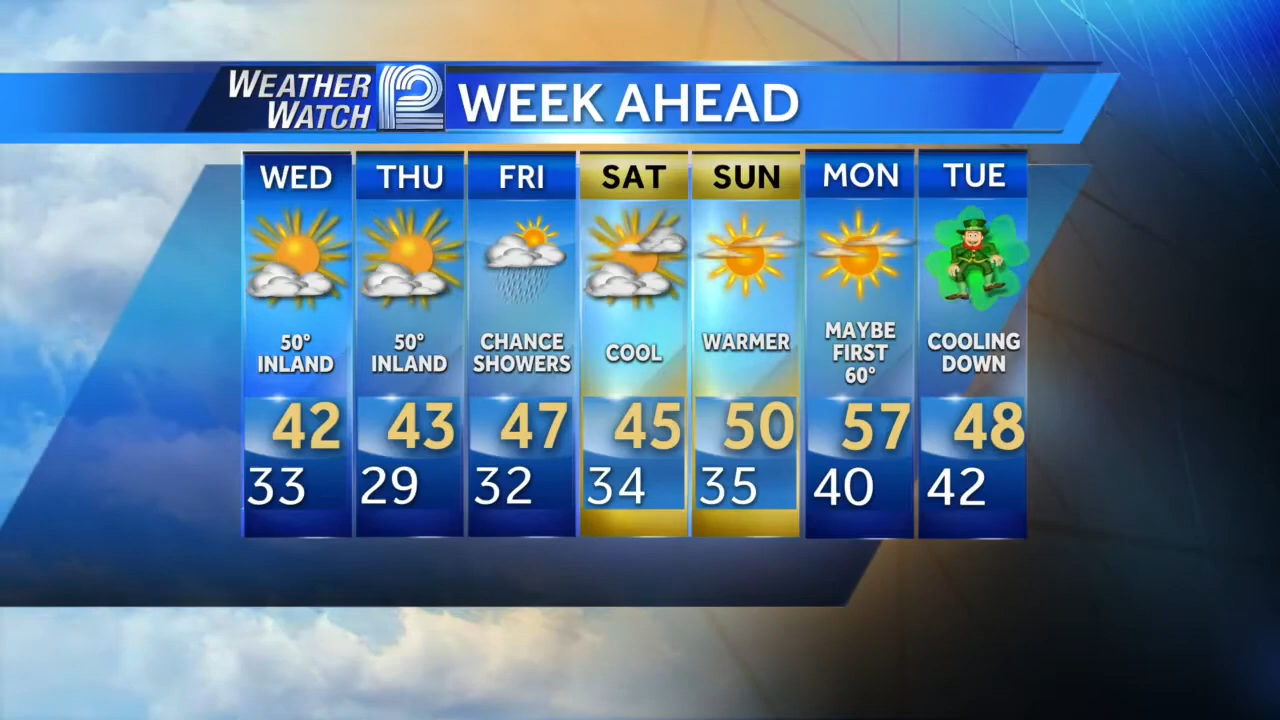 WEATHER
WATCH 12 WEEK AHEAD
WED THU FRI SAT SUN MON TUE
50°
INLAND
50°
INLAND
CHANCE
SHOWERS
COOL
WARMER
MAYBE
FIRST
60°
COOLING
DOWN
42 43 47 45 50 57 48
33 29 32 34 35 40 42